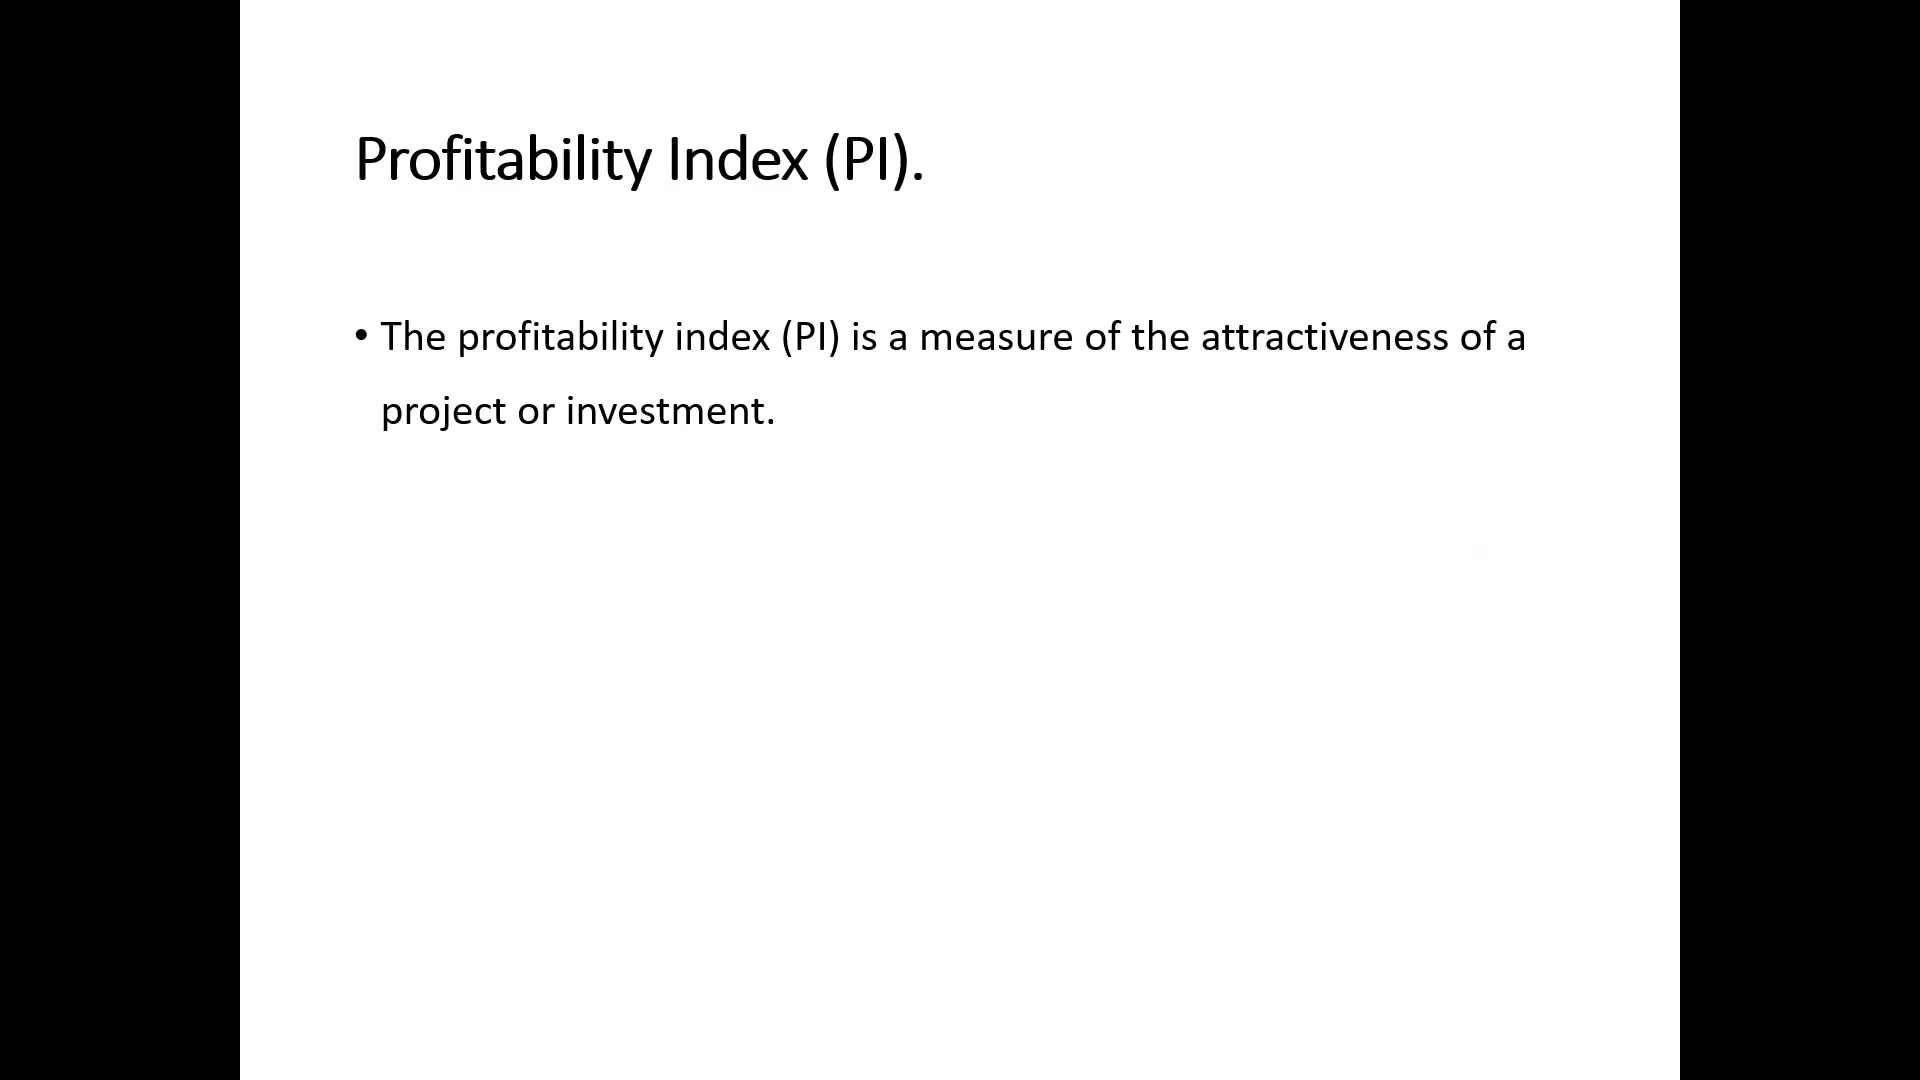 Profitability Index (PI).
• The profitability index (PI) is a measure of the attractiveness of a
project or investment.